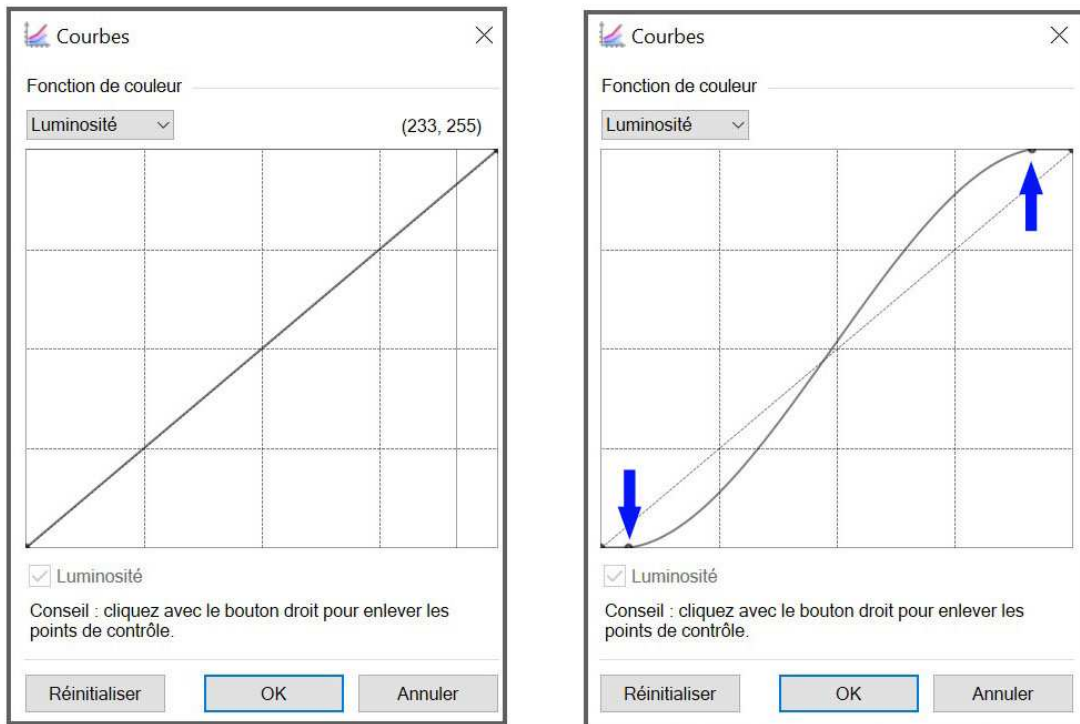 Courbes
Fonction de couleur
Luminosité
(233, 255)
Luminosité
Conseil : cliquez avec le bouton droit pour enlever les
points de contrôle.
Réinitialiser
OK
Annuler
Courbes
Fonction de couleur
Luminosité
Luminosité
Conseil : cliquez avec le bouton droit pour enlever les
points de contrôle.
Réinitialiser
OK
Annuler